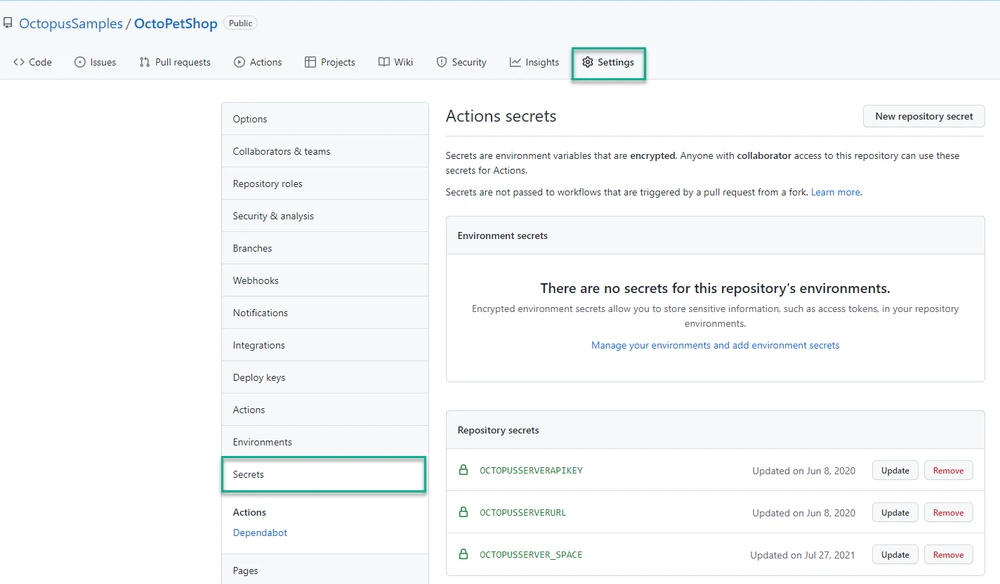 OctopusSamples / OctoPetShop Public
Code Issues Pull requests Actions Projects Wiki Security Insights Settings
Options
Collaborators & teams
Repository roles
Security & analysis
Branches
Webhooks
Notifications
Integrations
Deploy keys
Actions
Environments
Secrets
Actions
Dependabot
Pages
Actions secrets
New repository secret
Secrets are environment variables that are encrypted. Anyone with collaborator access to this repository can use these
secrets for Actions.
Secrets are not passed to workflows that are triggered by a pull request from a fork. Learn more.
Environment secrets
There are no secrets for this repository's environments.
Encrypted environment secrets allow you to store sensitive information, such as access tokens, in your repository
environments.
Manage your environments and add environment secrets
Repository secrets
OCTOPUSSERVERAPIKEY Updated on Jun 8, 2020 Update Remove
OCTOPUSSERVERURL Updated on Jun 8, 2020 Update Remove
OCTOPUSSERVER_SPACE Updated on Jul 27, 2021 Update Remove